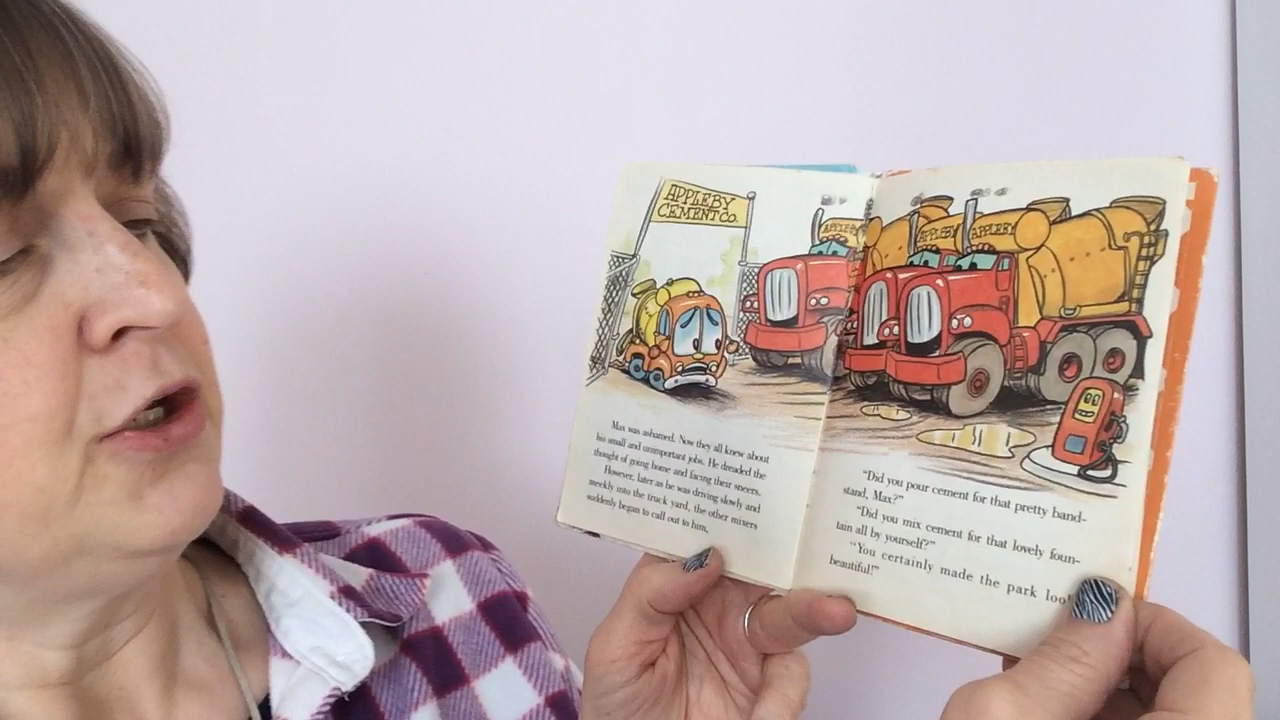 APPLEBY
CEMENT CO.
APPLEBY
APPLEBY
APPLEBY
Max was ashamed. Now they all knew about
his small and unimportant jobs. He dreaded the
thought of going home and facing their sneers.
However, later as he was driving slowly and
meekly into the truck yard, the other mixers
suddenly began to call out to him,
"Did you pour cement for that pretty band-
stand, Max?"
"Did you mix cement for that lovely foun-
tain all by yourself?"
"You certainly made the park look
beautiful!"